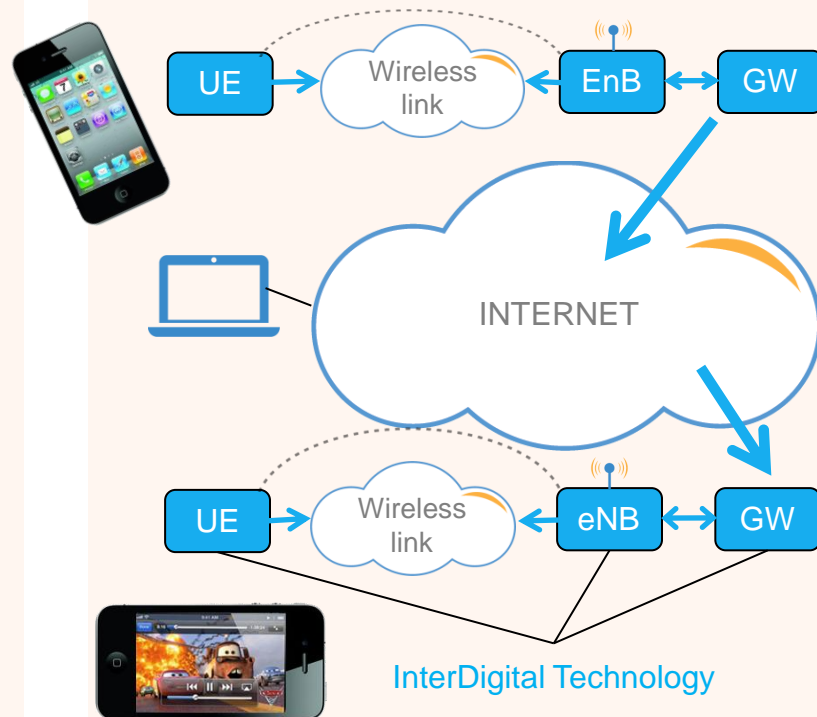 UE
Wireless
link
EnB
GW
INTERNET
UE
Wireless
link
eNB
GW
InterDigital Technology